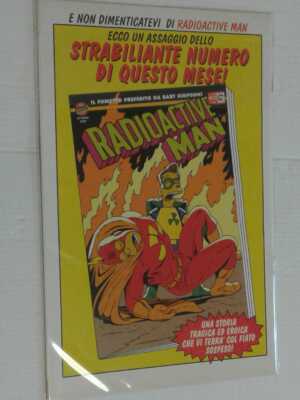 E NON DIMENTICATEVI DI RADIOACTIVE MAN
ECCO UN ASSAGGIO DELLO
STRABILIANTE NUMERO
DI QUESTO MESE!
IL FUMETTO PREFERITO DA BART SIMPSON!
RADIOACTIVE
MAN
UNA STORIA
TRAGICA ED EROICA
CHE VI TERRA' COL FIATO
SOSPESO!